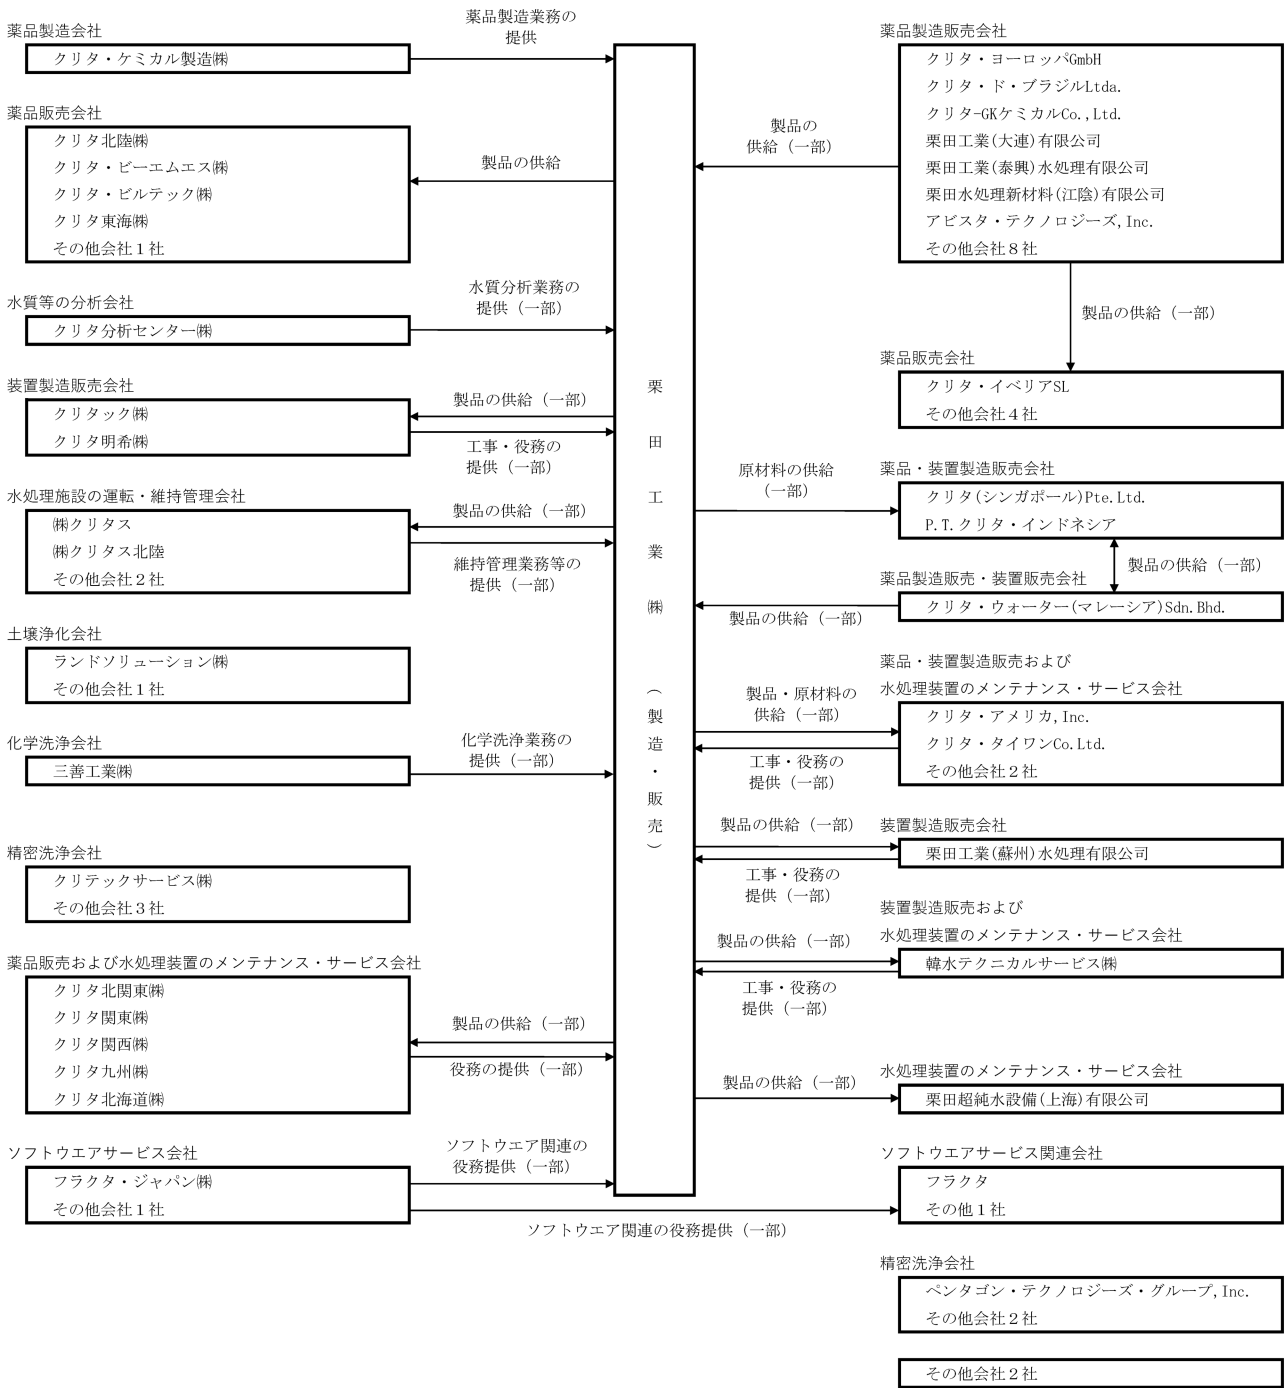 薬品製造会社
クリタ・ケミカル製造㈱
薬品製造業務の
提供
薬品販売会社
クリタ北陸㈱
クリタ・ビーエムエス㈱
クリタ・ビルテック㈱
クリタ東海㈱
その他会社１社
製品の供給
水質等の分析会社
クリタ分析センター㈱
水質分析業務の
提供（一部）
装置製造販売会社
クリタック㈱
クリタ明希㈱
製品の供給（一部）
工事・役務の
提供（一部）
水処理施設の運転・維持管理会社
㈱クリタス
㈱クリタス北陸
その他会社２社
製品の供給（一部）
維持管理業務等の
提供（一部）
土壌浄化会社
ランドソリューション㈱
その他会社１社
化学洗浄会社
三善工業㈱
化学洗浄業務の
提供（一部）
精密洗浄会社
クリテックサービス㈱
その他会社３社
薬品販売および水処理装置のメンテナンス・サービス会社
クリタ北関東㈱
クリタ関東㈱
クリタ関西㈱
クリタ九州㈱
クリタ北海道㈱
製品の供給（一部）
役務の提供（一部）
ソフトウエアサービス会社
フラクタ・ジャパン㈱
その他会社１社
ソフトウエア関連の
役務提供（一部）
ソフトウエア関連の役務提供（一部）
栗田工業㈱（製造・販売）
薬品製造販売会社
クリタ・ヨーロッパGmbH
クリタ・ド・ブラジルLtda.
クリタ-GKケミカルCo.,Ltd.
栗田工業(大連)有限公司
栗田工業(泰興)水処理有限公司
栗田水処理新材料(江陰)有限公司
アビスタ・テクノロジーズ,Inc.
その他会社８社
製品の
供給（一部）
製品の供給（一部）
薬品販売会社
クリタ・イベリアSL
その他会社４社
薬品・装置製造販売会社
クリタ(シンガポール)Pte.Ltd.
P.T.クリタ・インドネシア
原材料の供給
（一部）
製品の供給（一部）
薬品製造販売・装置販売会社
クリタ・ウォーター(マレーシア)Sdn.Bhd.
製品の供給（一部）
薬品・装置製造販売および
水処理装置のメンテナンス・サービス会社
クリタ・アメリカ,Inc.
クリタ・タイワンCo.Ltd.
その他会社２社
製品・原材料の
供給（一部）
工事・役務の
提供（一部）
装置製造販売会社
栗田工業(蘇州)水処理有限公司
製品の供給（一部）
工事・役務の
提供（一部）
装置製造販売および
水処理装置のメンテナンス・サービス会社
韓水テクニカルサービス㈱
製品の供給（一部）
工事・役務の
提供（一部）
水処理装置のメンテナンス・サービス会社
栗田超純水設備(上海)有限公司
製品の供給（一部）
ソフトウエアサービス関連会社
フラクタ
その他１社
精密洗浄会社
ペンタゴン・テクノロジーズ・グループ,Inc.
その他会社２社
その他会社２社